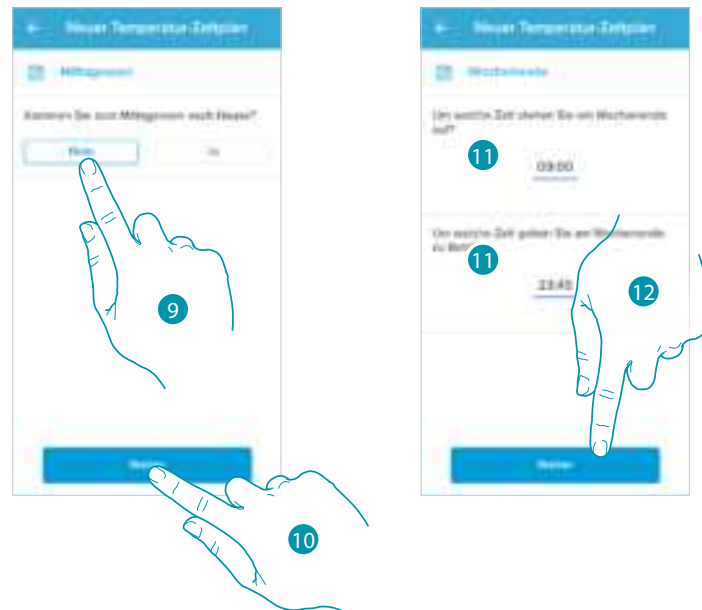 Neuer Temperatur-Zeitplan
Mittagessen
Kommen Sie zum Mittagessen nach Hause?
Nein
Ja
9
Weiter
10
Neuer Temperatur-Zeitplan
Wochenende
Um welche Zeit stehen Sie am Wochenende
auf?
11
09:00
Um welche Zeit gehen Sie am Wochenende
zu Bett?
11
23:45
12
Weiter